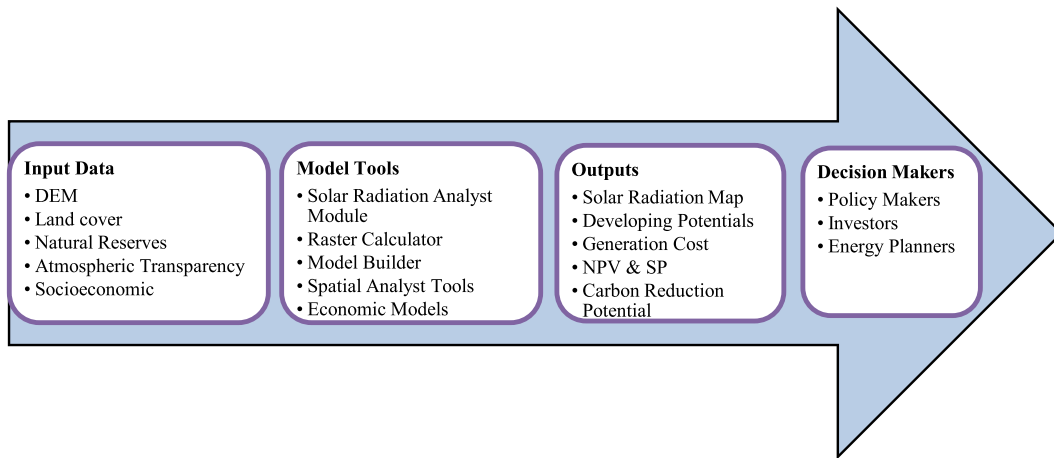 Input Data
• DEM
• Land cover
• Natural Reserves
• Atmospheric Transparency
• Socioeconomic
Model Tools
• Solar Radiation Analyst
Module
• Raster Calculator
• Model Builder
• Spatial Analyst Tools
• Economic Models
Outputs
• Solar Radiation Map
• Developing Potentials
• Generation Cost
• NPV & SP
• Carbon Reduction
Potential
Decision Makers
• Policy Makers
• Investors
• Energy Planners